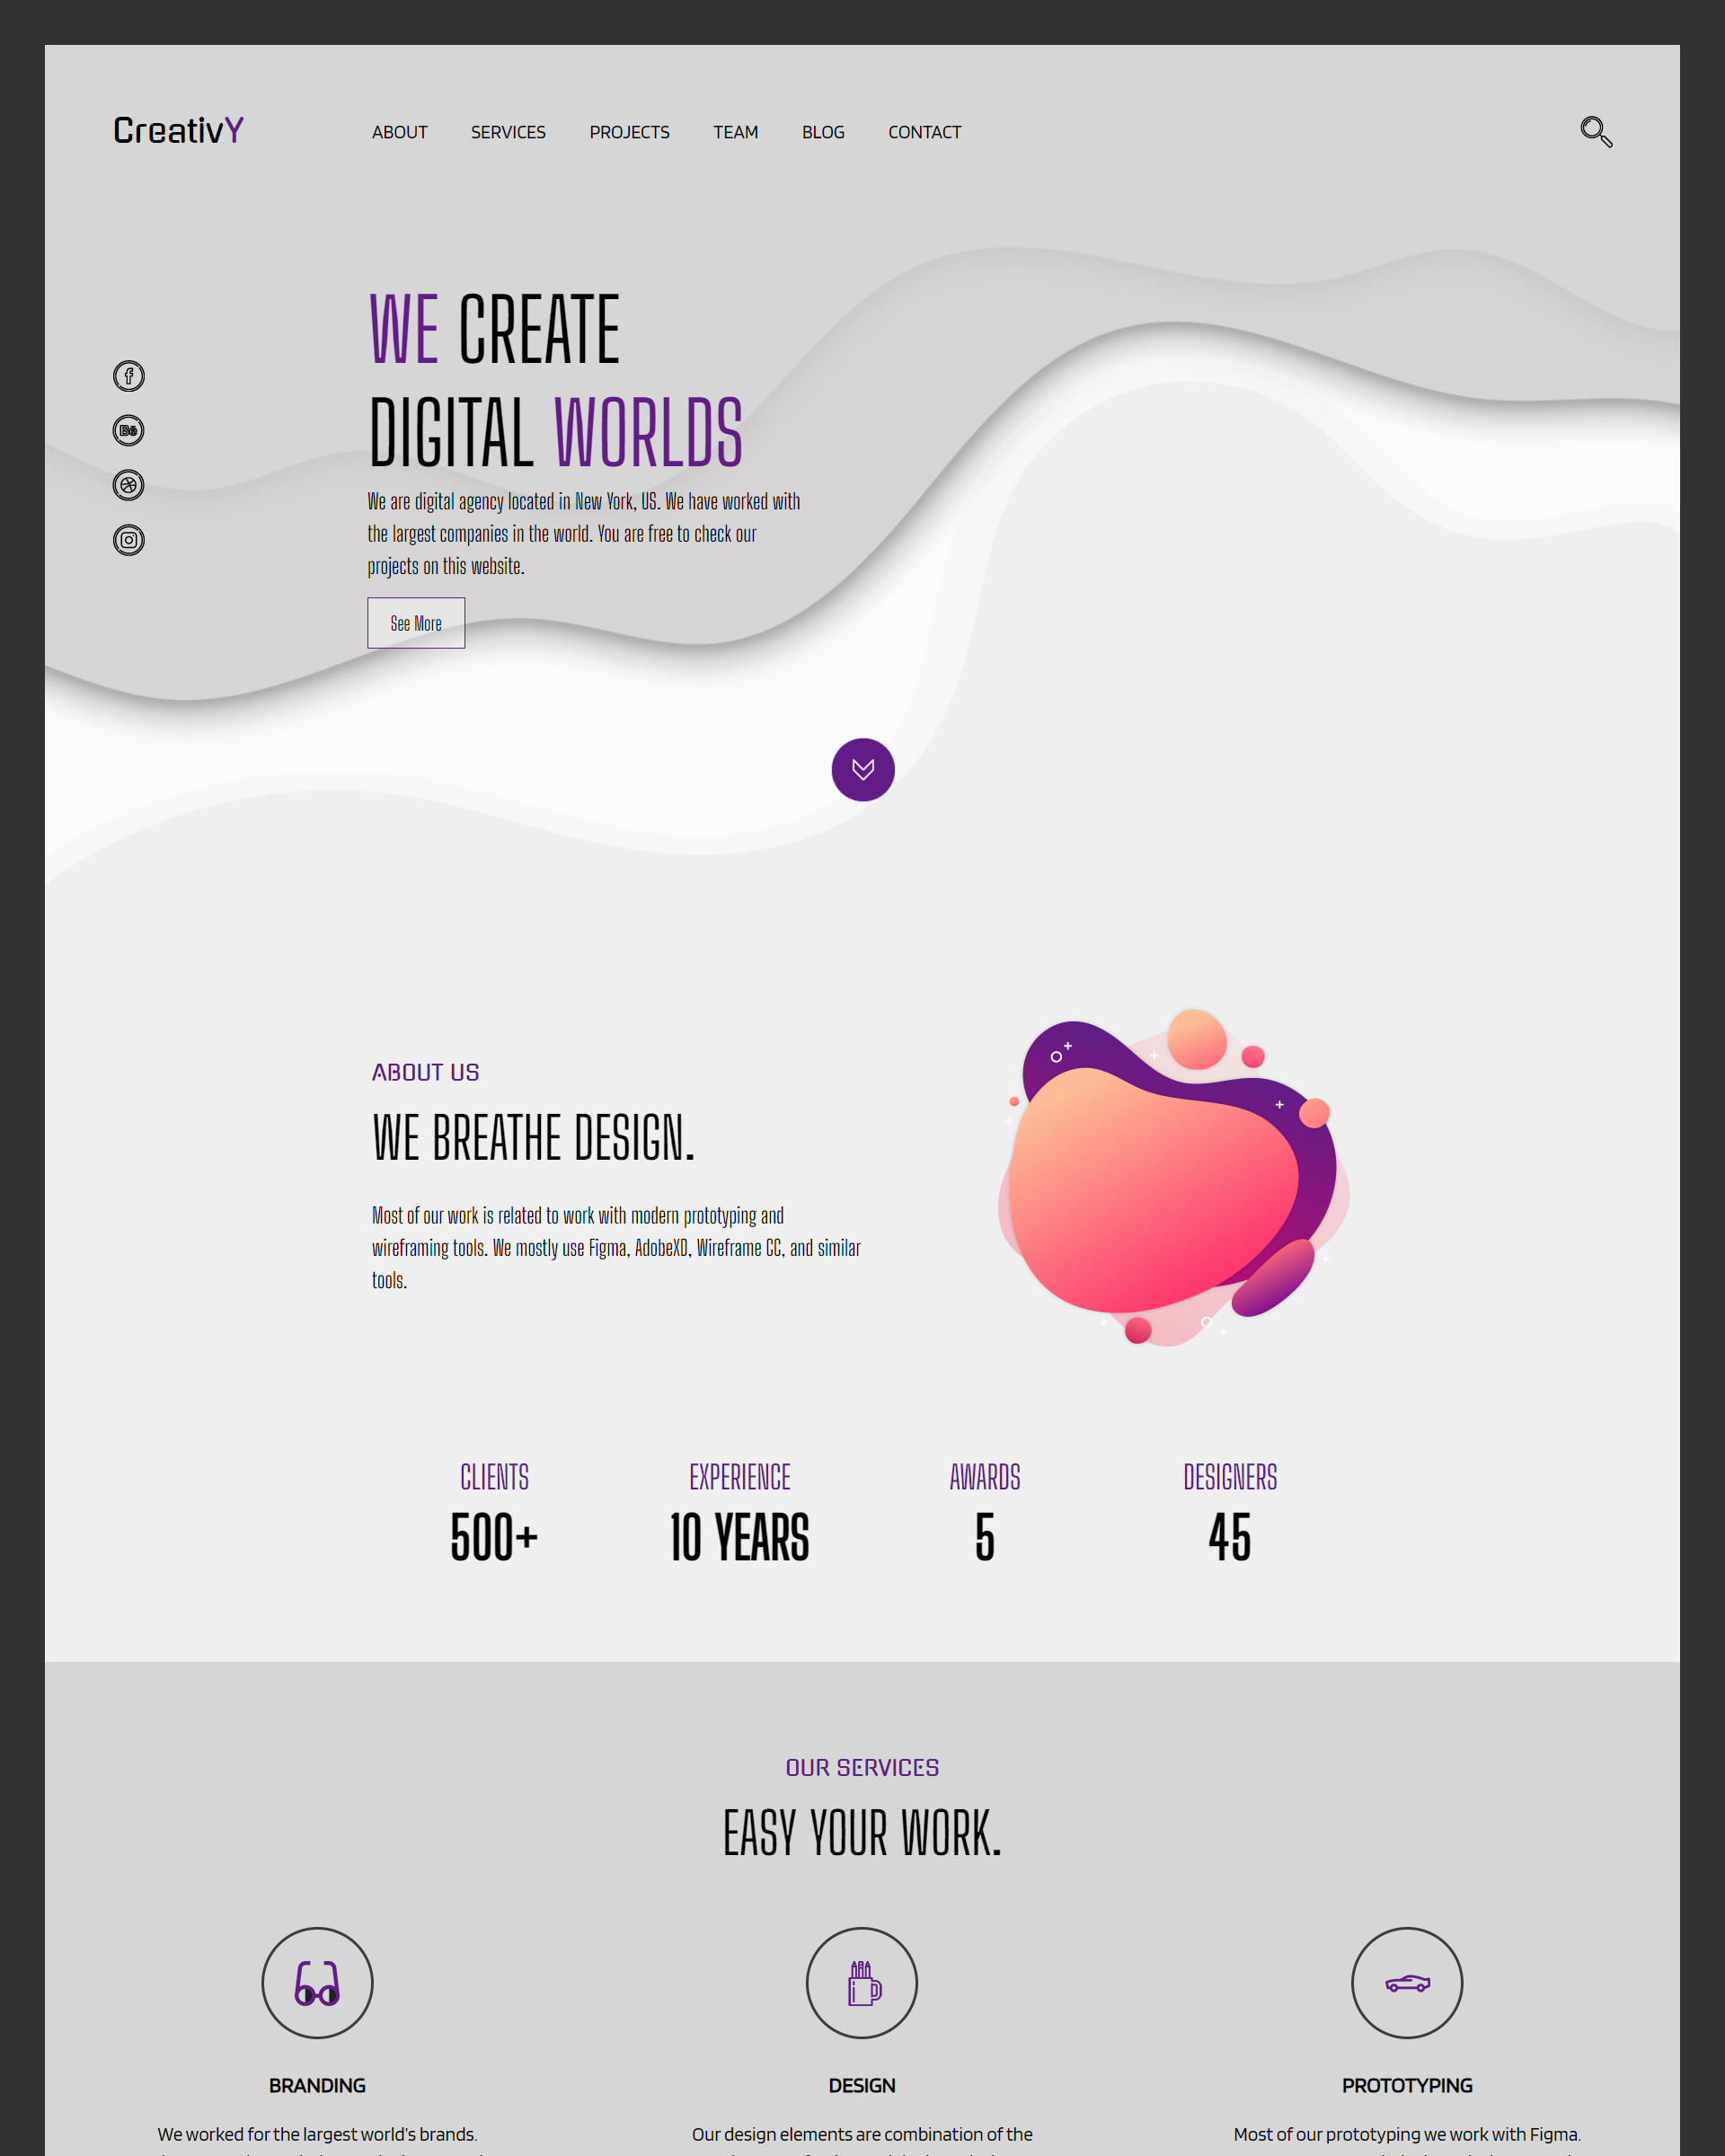 CreativY
ABOUT SERVICES PROJECTS TEAM BLOG CONTACT
WE CREATE
DIGITAL WORLDS
We are digital agency located in New York, US. We have worked with
the largest companies in the world. You are free to check our
projects on this website.
See More
ABOUT US
WE BREATHE DESIGN.
Most of our work is related to work with modern prototyping and
wireframing tools. We mostly use Figma, AdobeXD, Wireframe CC, and similar
tools.
CLIENTS
500+
EXPERIENCE
10 YEARS
AWARDS
5
DESIGNERS
45
OUR SERVICES
EASY YOUR WORK.
BRANDING
We worked for the largest world's brands.
DESIGN
Our design elements are combination of the
PROTOTYPING
Most of our prototyping we work with Figma.